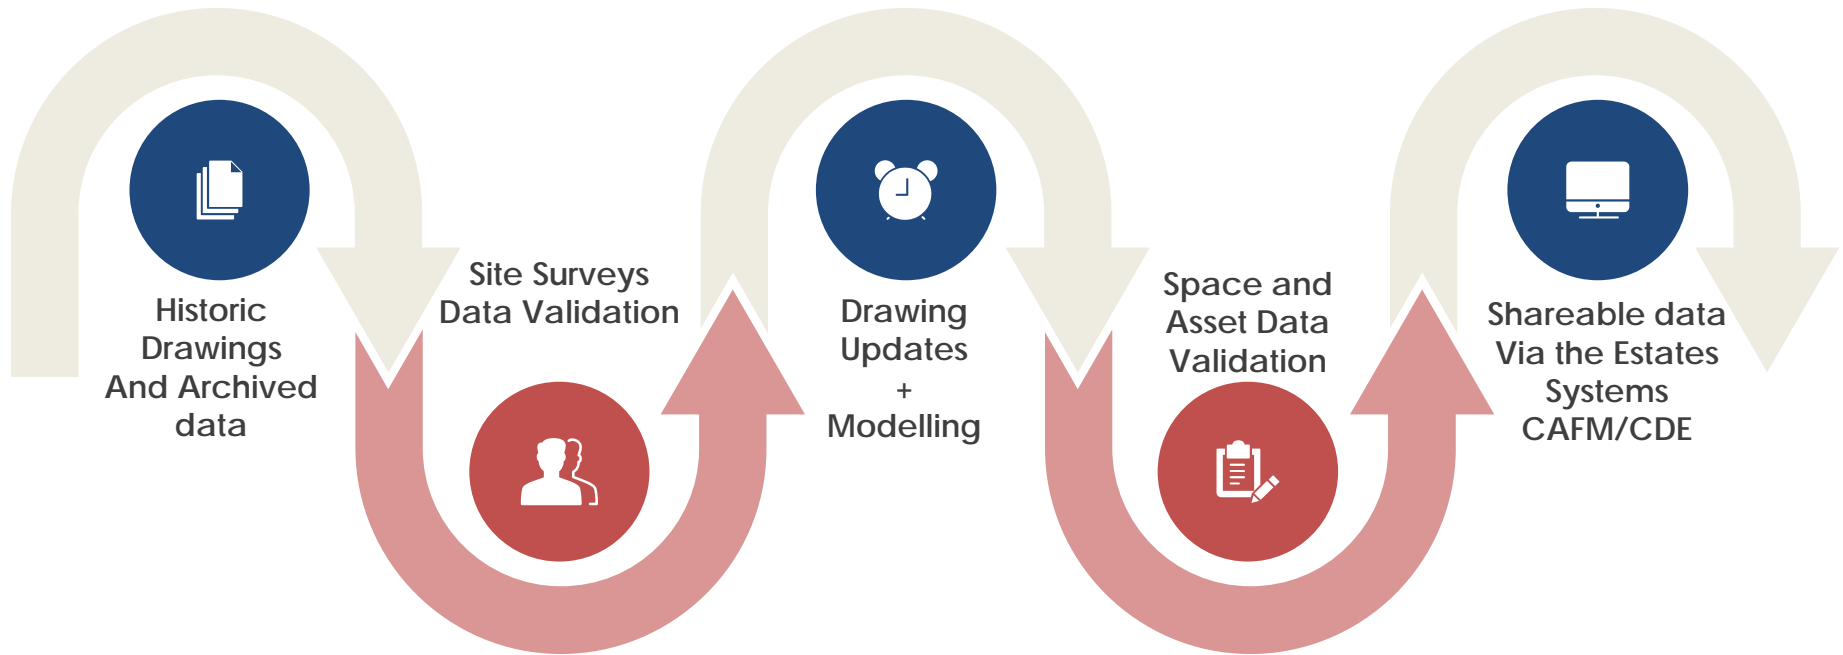 Historic
Drawings
And Archived
data
Site Surveys
Data Validation
Drawing
Updates
+
Modelling
Space and
Asset Data
Validation
Shareable data
Via the Estates
Systems
CAFM/CDE